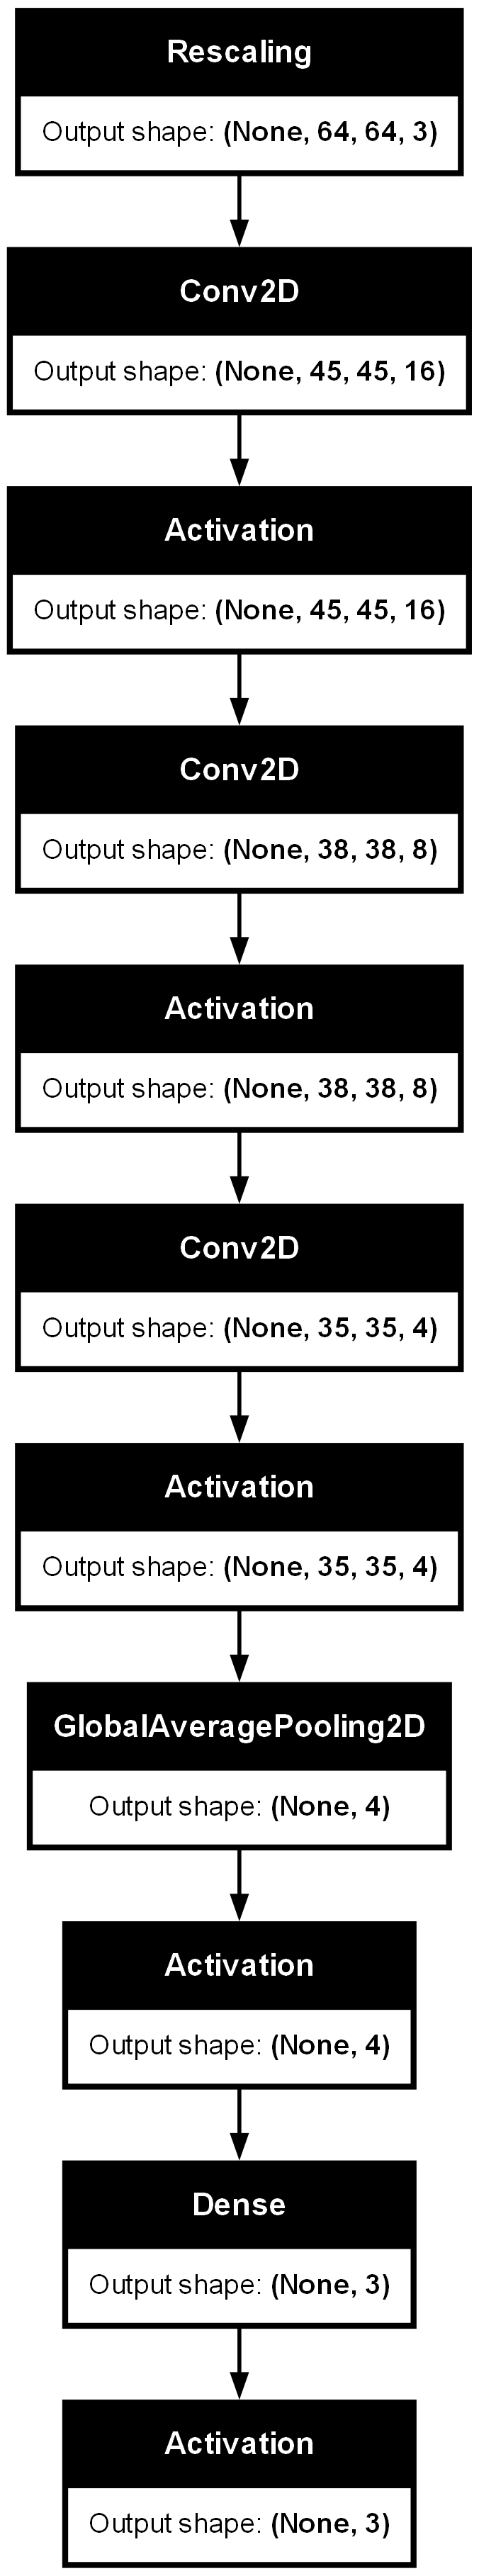 Rescaling
Output shape: (None, 64, 64, 3)
Conv2D
Output shape: (None, 45, 45, 16)
Activation
Output shape: (None, 45, 45, 16)
Conv2D
Output shape: (None, 38, 38, 8)
Activation
Output shape: (None, 38, 38, 8)
Conv2D
Output shape: (None, 35, 35, 4)
Activation
Output shape: (None, 35, 35, 4)
GlobalAveragePooling2D
Output shape: (None, 4)
Activation
Output shape: (None, 4)
Dense
Output shape: (None, 3)
Activation
Output shape: (None, 3)